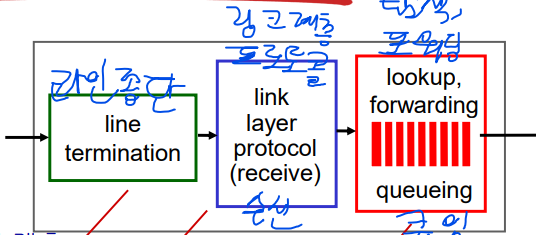 링크계층
프로토콜
탐색,
포워딩
라인종단
line
termination
link
layer
protocol
(receive)
수신
lookup,
forwarding
queueing
큐잉